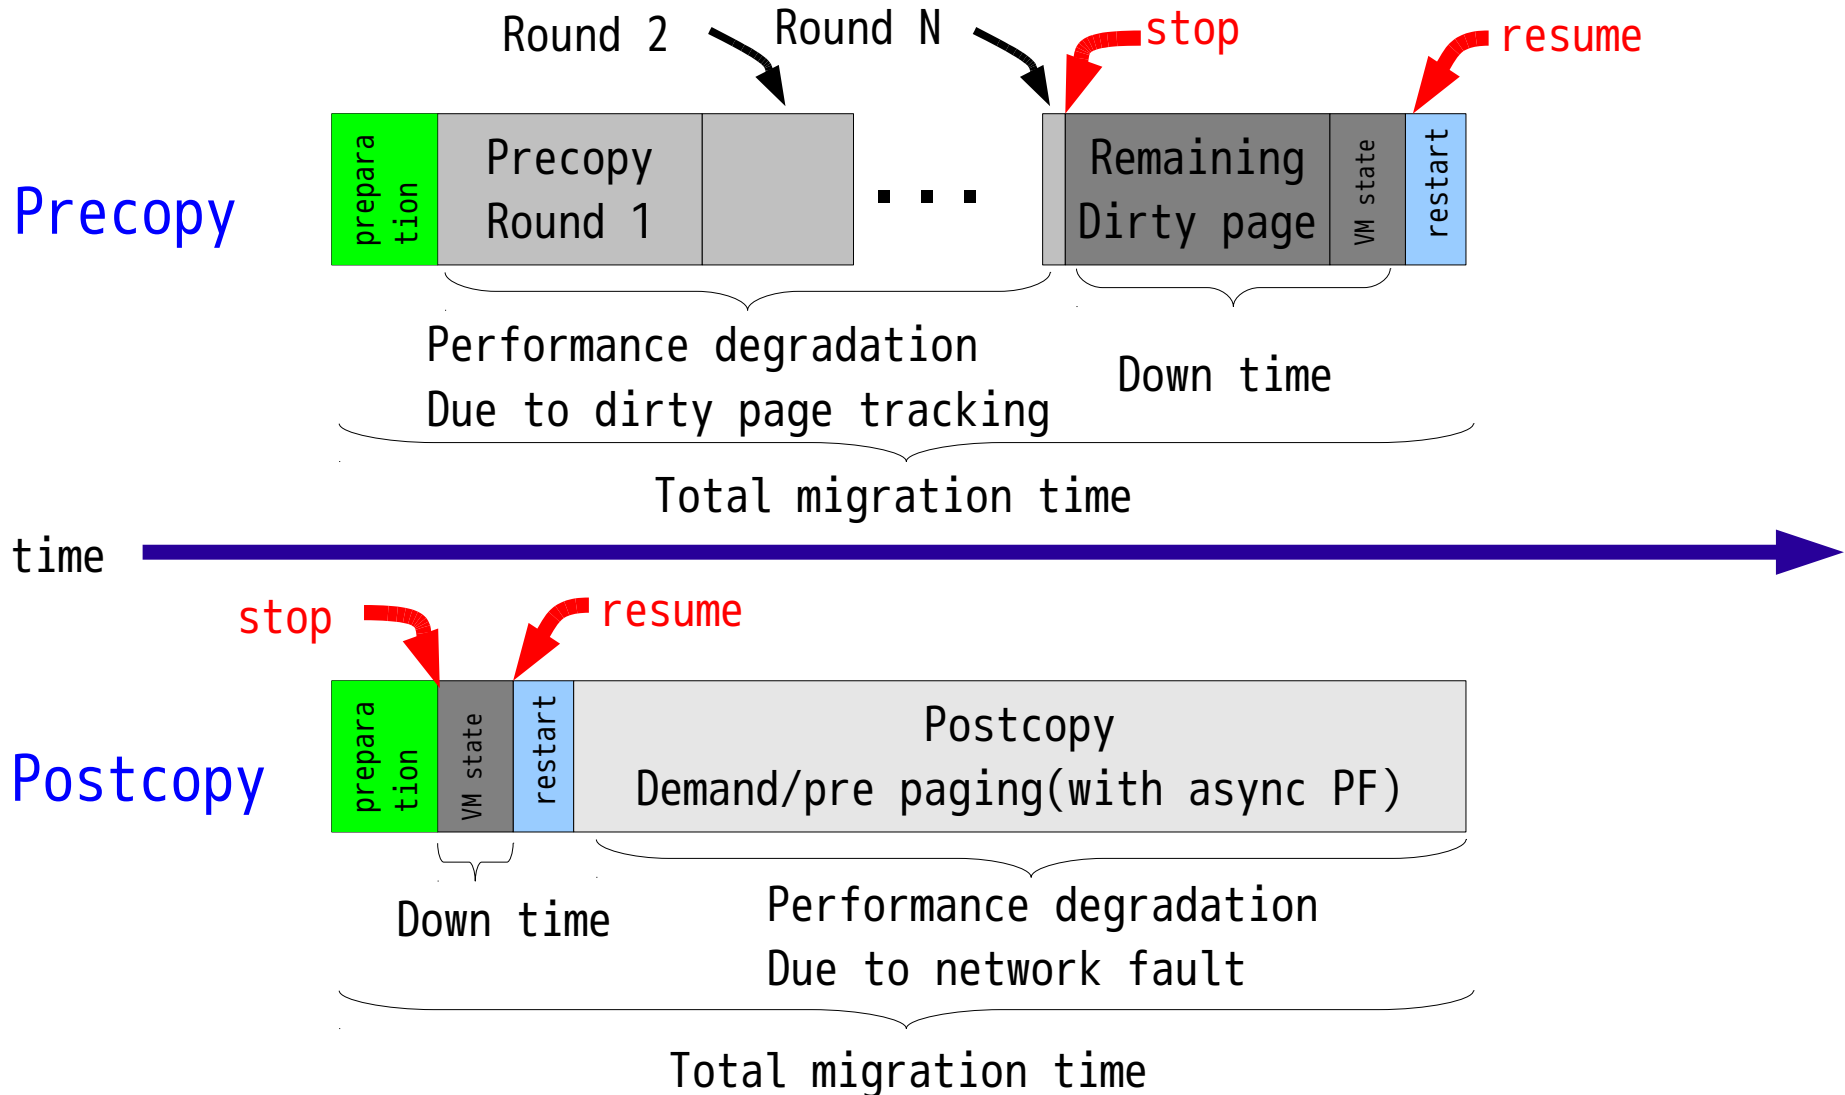 Round 2
Round N
stop
resume
Precopy
prepara
tion
Precopy
Round 1
...
Remaining
Dirty page
VM state
restart
Performance degradation
Due to dirty page tracking
Down time
Total migration time
time
stop
resume
Postcopy
prepara
tion
VM state
restart
Postcopy
Demand/pre paging(with async PF)
Down time
Performance degradation
Due to network fault
Total migration time